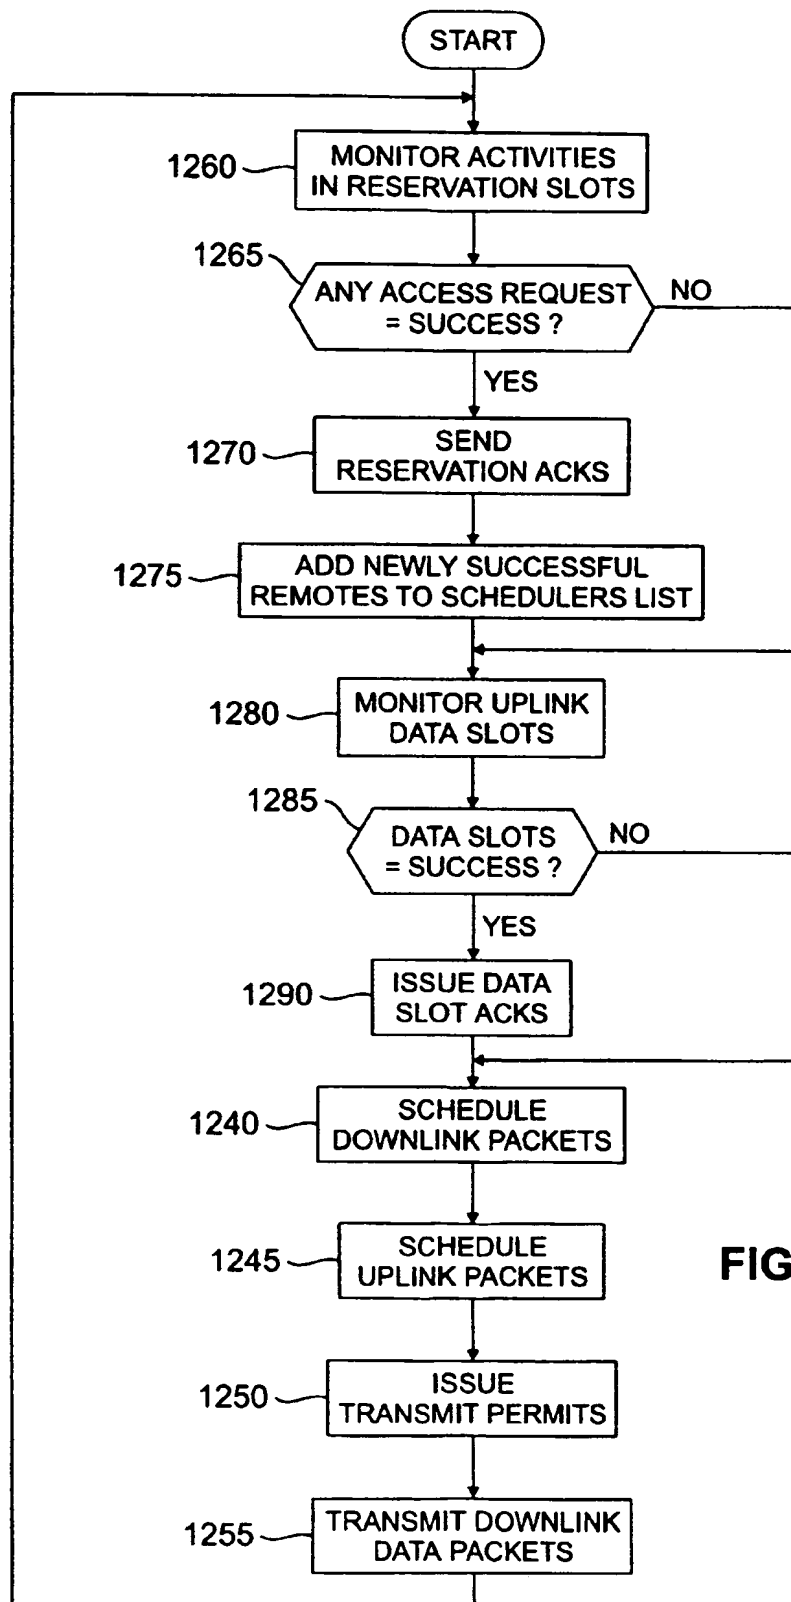 START
1260
MONITOR ACTIVITIES
IN RESERVATION SLOTS
1265
ANY ACCESS REQUEST
= SUCCESS ?
NO
YES
1270
SEND
RESERVATION ACKS
1275
ADD NEWLY SUCCESSFUL
REMOTES TO SCHEDULERS LIST
1280
MONITOR UPLINK
DATA SLOTS
1285
DATA SLOTS
= SUCCESS ?
NO
YES
1290
ISSUE DATA
SLOT ACKS
1240
SCHEDULE
DOWNLINK PACKETS
1245
SCHEDULE
UPLINK PACKETS
FIG
1250
ISSUE
TRANSMIT PERMITS
1255
TRANSMIT DOWNLINK
DATA PACKETS